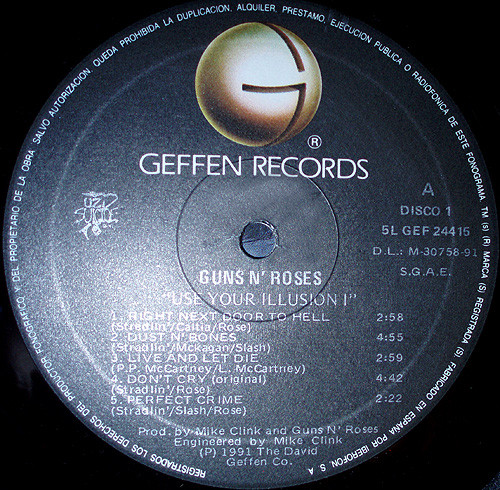 REGISTRADOS LOS DERECHOS DEL PRODUCTOR FONOGRAFICO Y DEL PROPIETARIO DE LA OBRA. SALVO AUTORIZACION, QUEDA PROHIBIDA LA DUPLICACION, ALQUILER, PRESTAMO, EJECUCION PUBLICA O RADIOFONICA DE ESTE FONOGRAMA. TM (s) (R) MARCA (S) REGISTRADA (S) FABRICADO EN ESPAÑA POR IBEROFON, S. A.
G
®
GEFFEN RECORDS
UZI
SUICIDE
A
DISCO 1
5L GEF 24415
D.L.: M-30758-91
S.G.A.E.
GUNS N' ROSES
"USE YOUR ILLUSION I"
1. RIGHT NEXT DOOR TO HELL 2:58
(Stradlin'/Caltia/Rose)
2. DUST N' BONES 4:55
(Stradlin'/Mckagan/Slash)
3. LIVE AND LET DIE 2:59
(P.P. McCartney/L. McCartney)
4. DON'T CRY (original) 4:42
(Stradlin'/Rose)
5. PERFECT CRIME 2:22
(Stradlin'/Slash/Rose)
Prod. by Mike Clink and Guns N' Roses
Engineered by Mike Clink
(P) 1991 The David
Geffen Co.